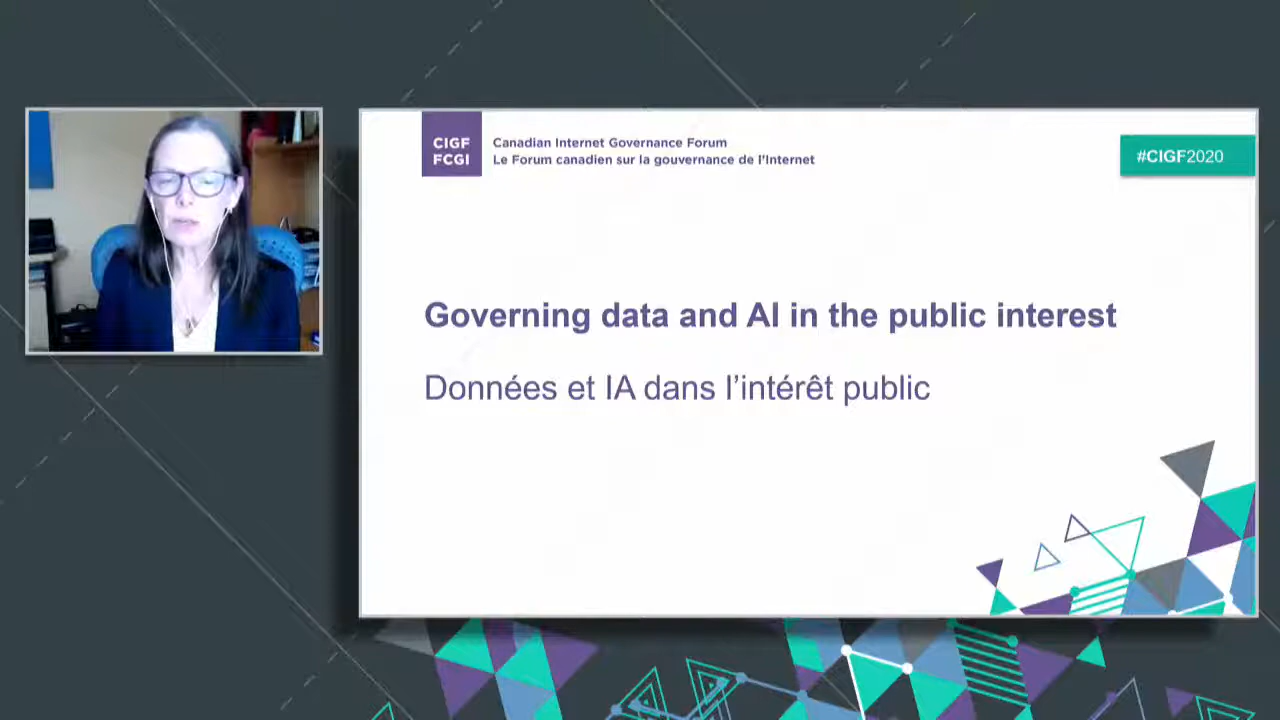 CIGF
FCGI
Canadian Internet Governance Forum
Le Forum canadien sur la gouvernance de l'Internet
#CIGF2020
Governing data and AI in the public interest
Données et IA dans l'intérêt public